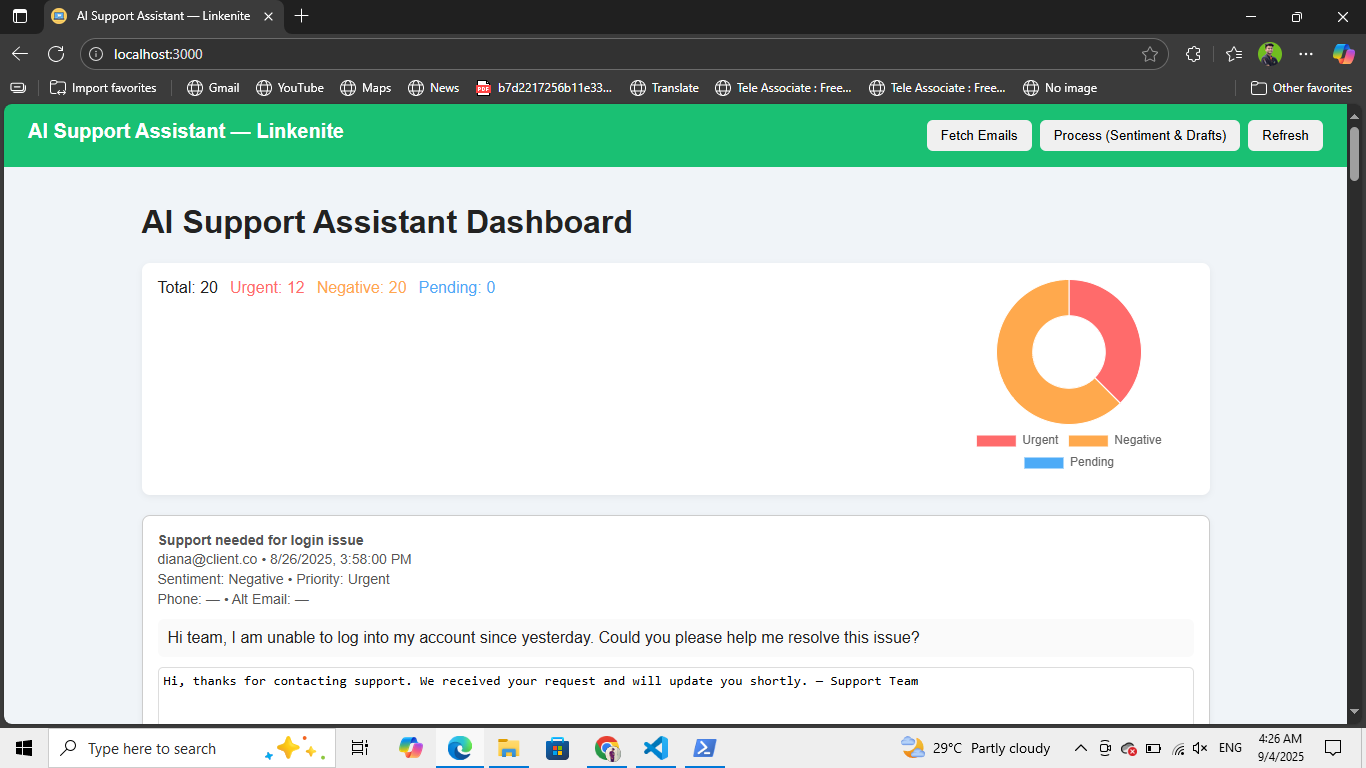 AI Support Assistant — Linkenite
localhost:3000
Import favorites
Gmail
YouTube
Maps
News
PDF
b7d2217256b11e33...
Translate
Tele Associate : Free...
Tele Associate : Free...
No image
Other favorites
AI Support Assistant — Linkenite
Fetch Emails
Process (Sentiment & Drafts)
Refresh
AI Support Assistant Dashboard
Total: 20 Urgent: 12 Negative: 20 Pending: 0
Urgent
Negative
Pending
Support needed for login issue
diana@client.co • 8/26/2025, 3:58:00 PM
Sentiment: Negative • Priority: Urgent
Phone: — • Alt Email: —
Hi team, I am unable to log into my account since yesterday. Could you please help me resolve this issue?
Hi, thanks for contacting support. We received your request and will update you shortly. — Support Team
Type here to search
29°C Partly cloudy
ENG
4:26 AM
9/4/2025